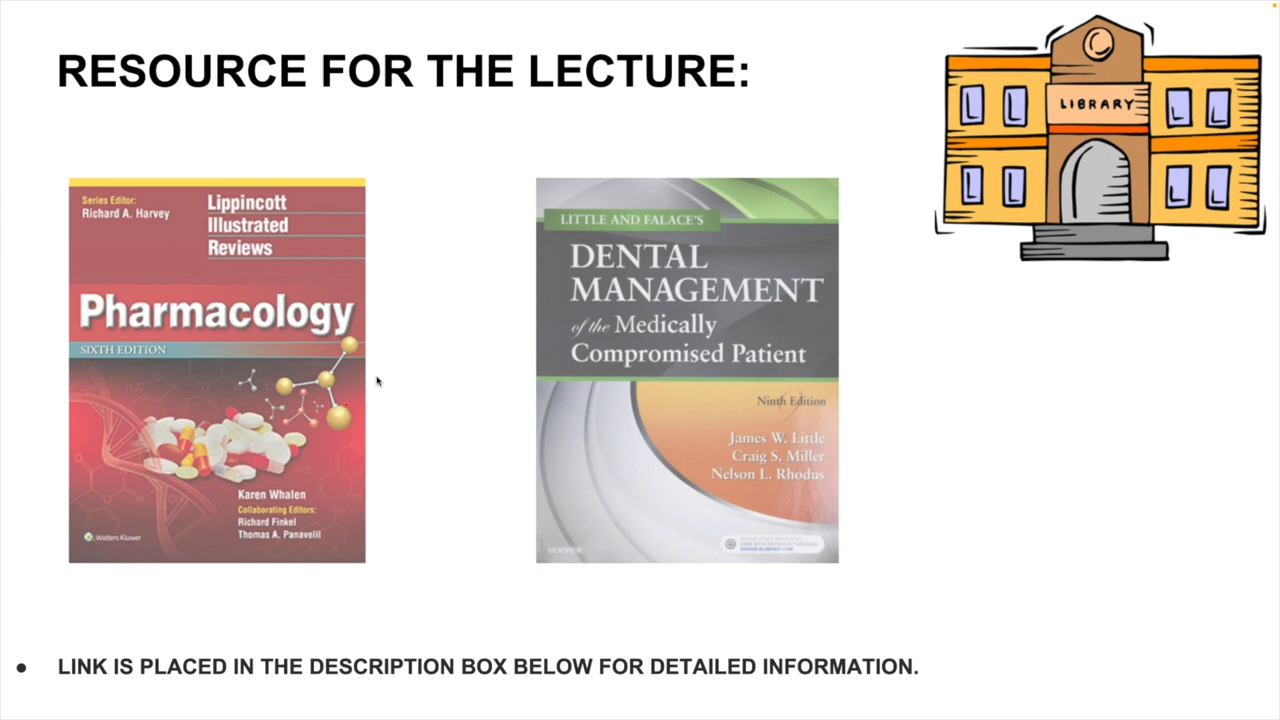 RESOURCE FOR THE LECTURE:
LIBRARY
Series Editor:
Richard A. Harvey
Lippincott
Illustrated
Reviews
Pharmacology
SIXTH EDITION
Karen Whalen
Collaborating Editors:
Richard Finkel
Thomas A. Panavelil
Wolters Kluwer
LITTLE AND FALACE'S
DENTAL
MANAGEMENT
of the Medically
Compromised Patient
Ninth Edition
James W. Little
Craig S. Miller
Nelson L. Rhodus
ELSEVIER
• LINK IS PLACED IN THE DESCRIPTION BOX BELOW FOR DETAILED INFORMATION.